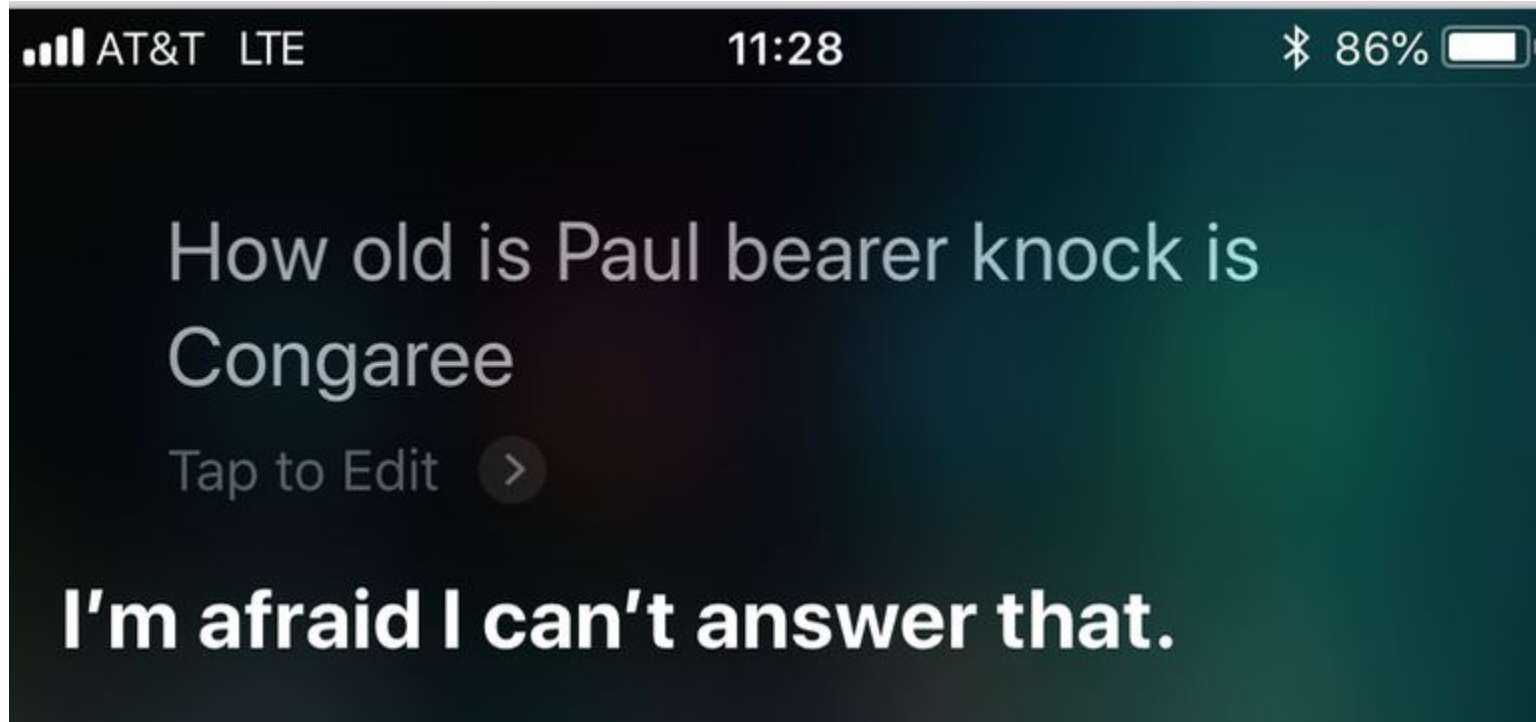 AT&T LTE 11:28 86%
How old is Paul bearer knock is
Congaree
Tap to Edit
I'm afraid I can't answer that.